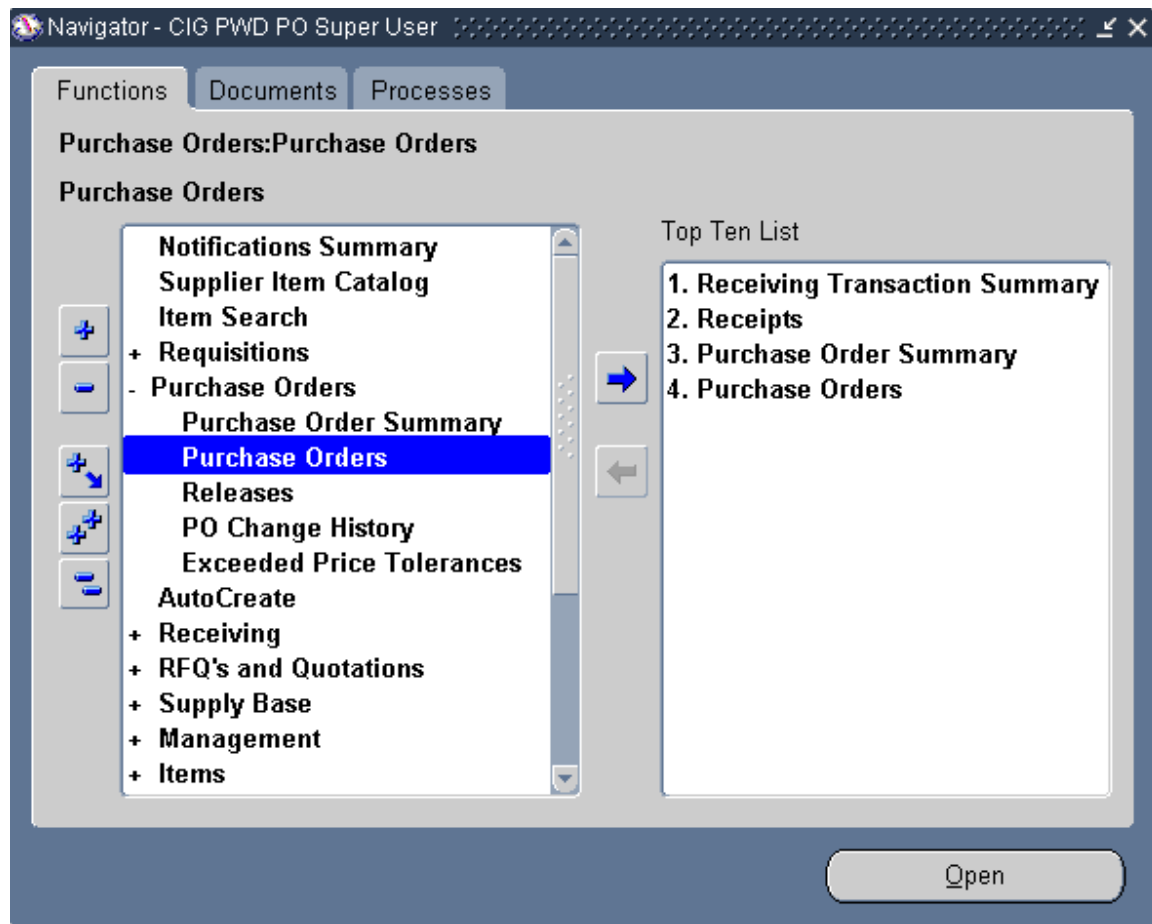 Navigator - CIG PWD PO Super User
Functions Documents Processes
Purchase Orders:Purchase Orders
Purchase Orders
Notifications Summary
Supplier Item Catalog
Item Search
+ Requisitions
- Purchase Orders
Purchase Order Summary
Purchase Orders
Releases
PO Change History
Exceeded Price Tolerances
AutoCreate
+ Receiving
+ RFQ's and Quotations
+ Supply Base
+ Management
+ Items
Top Ten List
1. Receiving Transaction Summary
2. Receipts
3. Purchase Order Summary
4. Purchase Orders
Open